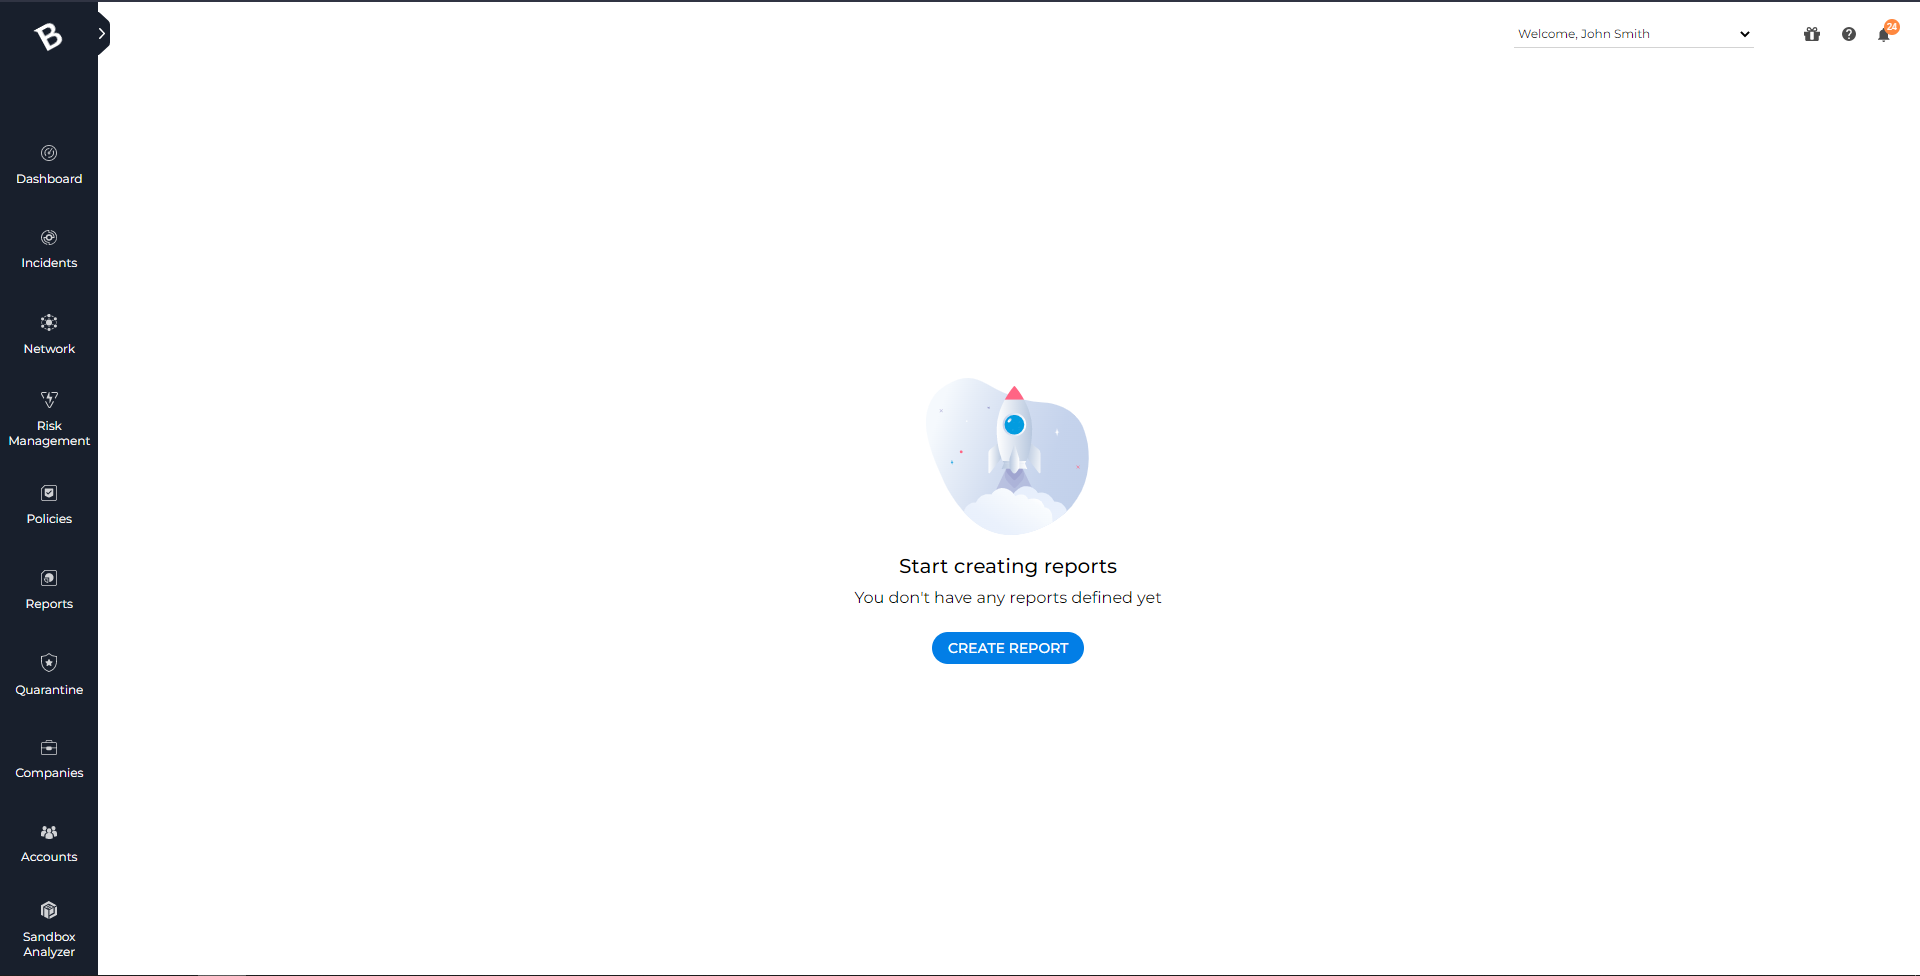 B
Welcome, John Smith
24
Dashboard
Incidents
Network
Risk
Management
Policies
Reports
Quarantine
Companies
Accounts
Sandbox
Analyzer
Start creating reports
You don't have any reports defined yet
CREATE REPORT